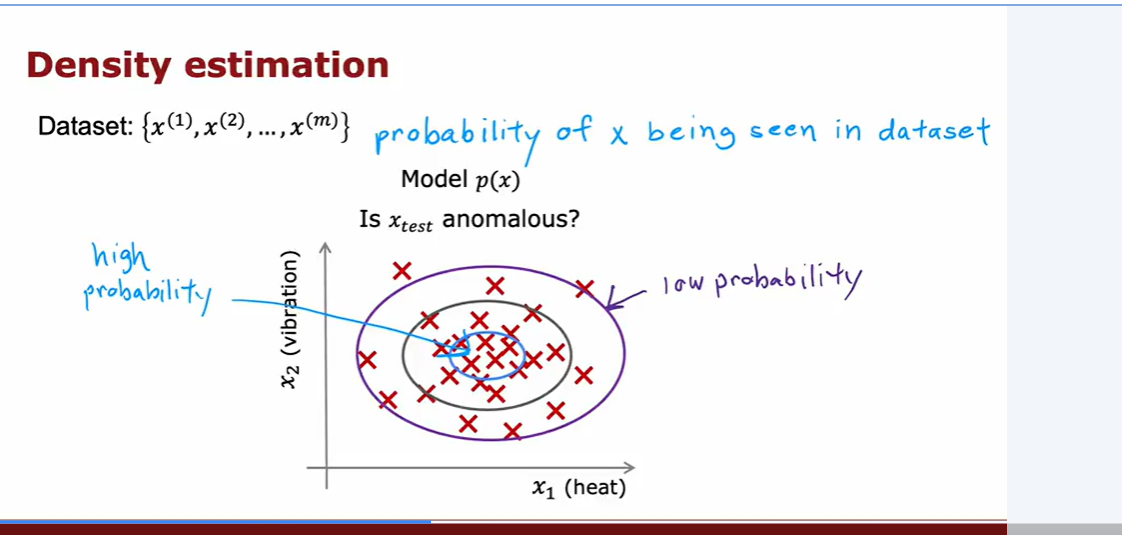 Density estimation
Dataset: {x^(1), x^(2), ..., x^(m)} probability of x being seen in dataset
Model p(x)
Is x_test anomalous?
high
probability
low probability
x_2 (vibration)
x_1 (heat)